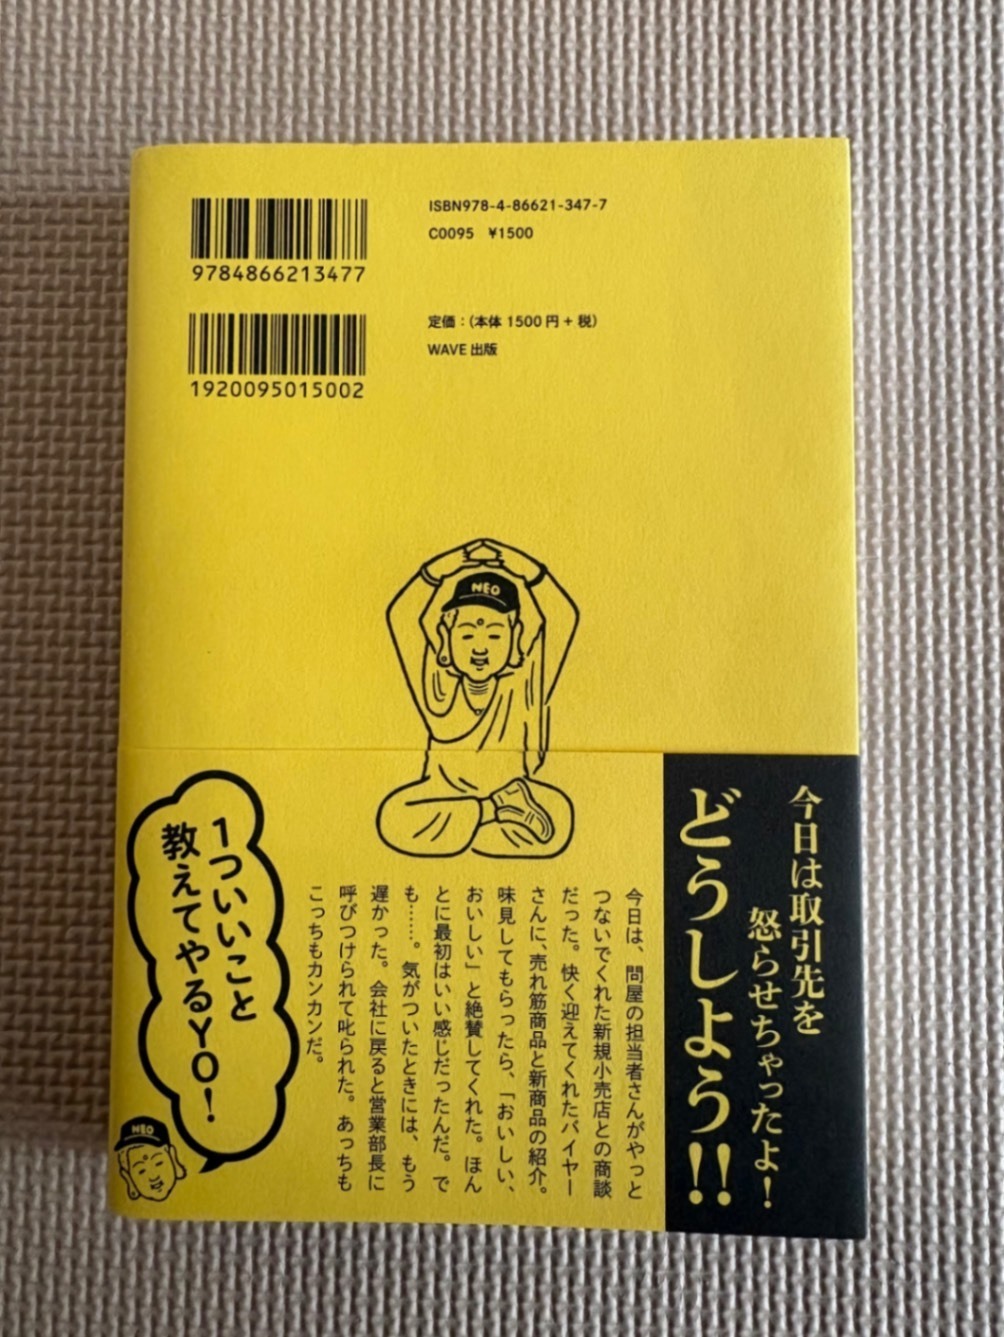 9784866213477
ISBN978-4-86621-347-7
C0095 ¥1500
1920095015002
定価：（本体 1500 円 + 税）
WAVE 出版
NEO
今日は取引先を
怒らせちゃったよ！
どうしよう!!
今日は、問屋の担当者さんがやっと
つないでくれた新規小売店との商談
だった。快く迎えてくれたバイヤー
さんに、売れ筋商品と新商品の紹介。
味見してもらったら、「おいしい、
おいしい」と絶賛してくれた。ほん
とに最初はいい感じだったんだ。で
も……。気がついたときには、もう
遅かった。会社に戻ると営業部長に
呼びつけられて叱られた。あっちも
こっちもカンカンだ。
1ついいこと
教えてやるYO！
NEO